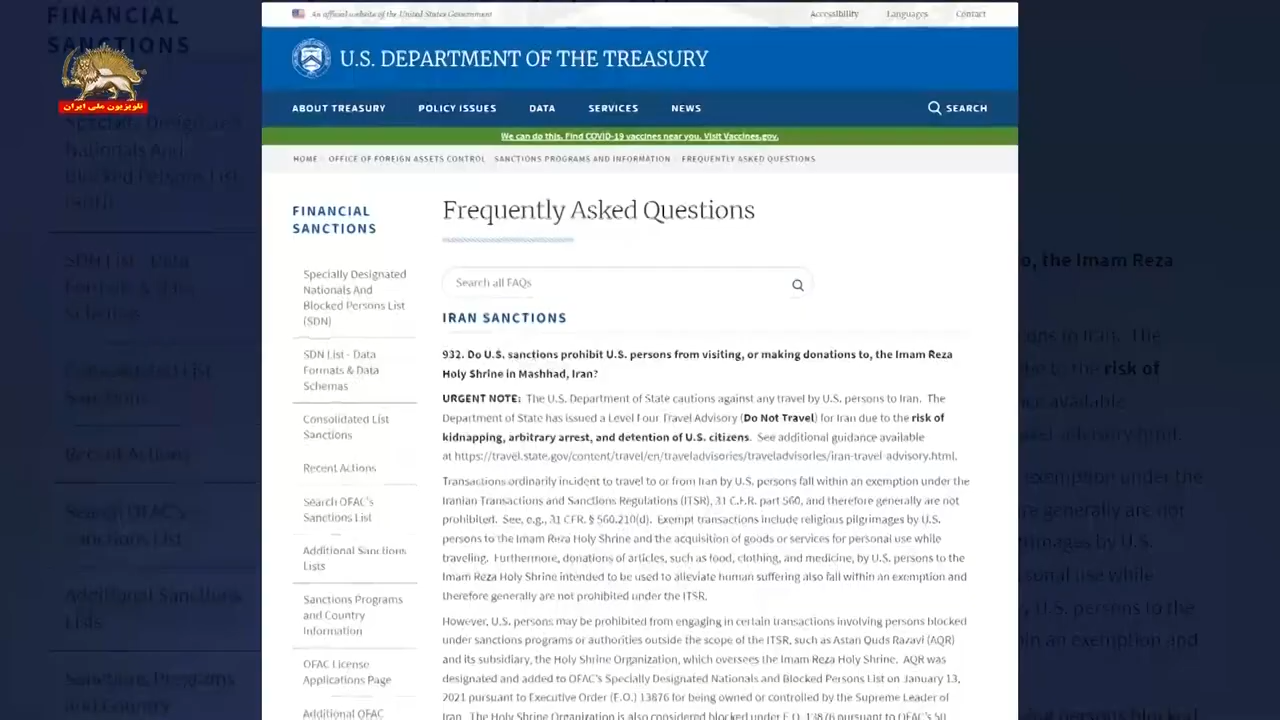 An official website of the United States Government
Accessibility
Languages
Contact
U.S. DEPARTMENT OF THE TREASURY
ABOUT TREASURY
POLICY ISSUES
DATA
SERVICES
NEWS
SEARCH
We can do this. Find COVID-19 vaccines near you. Visit Vaccines.gov.
HOME
OFFICE OF FOREIGN ASSETS CONTROL
SANCTIONS PROGRAMS AND INFORMATION
FREQUENTLY ASKED QUESTIONS
FINANCIAL
SANCTIONS
تلویزیون ملی ایران
FINANCIAL
SANCTIONS
Specially Designated
Nationals And
Blocked Persons List
(SDN)
SDN List - Data
Formats & Data
Schemas
Consolidated List
Sanctions
Recent Actions
Search OFAC's
Sanctions List
Additional Sanctions
Lists
Sanctions Programs
and Country
Information
OFAC License
Applications Page
Additional OFAC
Frequently Asked Questions
Search all FAQs
IRAN SANCTIONS
932. Do U.S. sanctions prohibit U.S. persons from visiting, or making donations to, the Imam Reza
Holy Shrine in Mashhad, Iran?
URGENT NOTE: The U.S. Department of State cautions against any travel by U.S. persons to Iran. The
Department of State has issued a Level Four Travel Advisory (Do Not Travel) for Iran due to the risk of
kidnapping, arbitrary arrest, and detention of U.S. citizens. See additional guidance available
at https://travel.state.gov/content/travel/en/traveladvisories/traveladvisories/iran-travel-advisory.html.
Transactions ordinarily incident to travel to or from Iran by U.S. persons fall within an exemption under the
Iranian Transactions and Sanctions Regulations (ITSR), 31 C.F.R. part 560, and therefore generally are not
prohibited. See, e.g., 31 CFR. § 560.210(d). Exempt transactions include religious pilgrimages by U.S.
persons to the Imam Reza Holy Shrine and the acquisition of goods or services for personal use while
traveling. Furthermore, donations of articles, such as food, clothing, and medicine, by U.S. persons to the
Imam Reza Holy Shrine intended to be used to alleviate human suffering also fall within an exemption and
therefore generally are not prohibited under the ITSR.
However, U.S. persons may be prohibited from engaging in certain transactions involving persons blocked
under sanctions programs or authorities outside the scope of the ITSR, such as Astan Quds Razavi (AQR)
and its subsidiary, the Holy Shrine Organization, which oversees the Imam Reza Holy Shrine. AQR was
designated and added to OFAC's Specially Designated Nationals and Blocked Persons List on January 13,
2021 pursuant to Executive Order (E.O.) 13876 for being owned or controlled by the Supreme Leader of
Iran. The Holy Shrine Organization is also considered blocked under E.O. 13876 pursuant to OFAC's 50